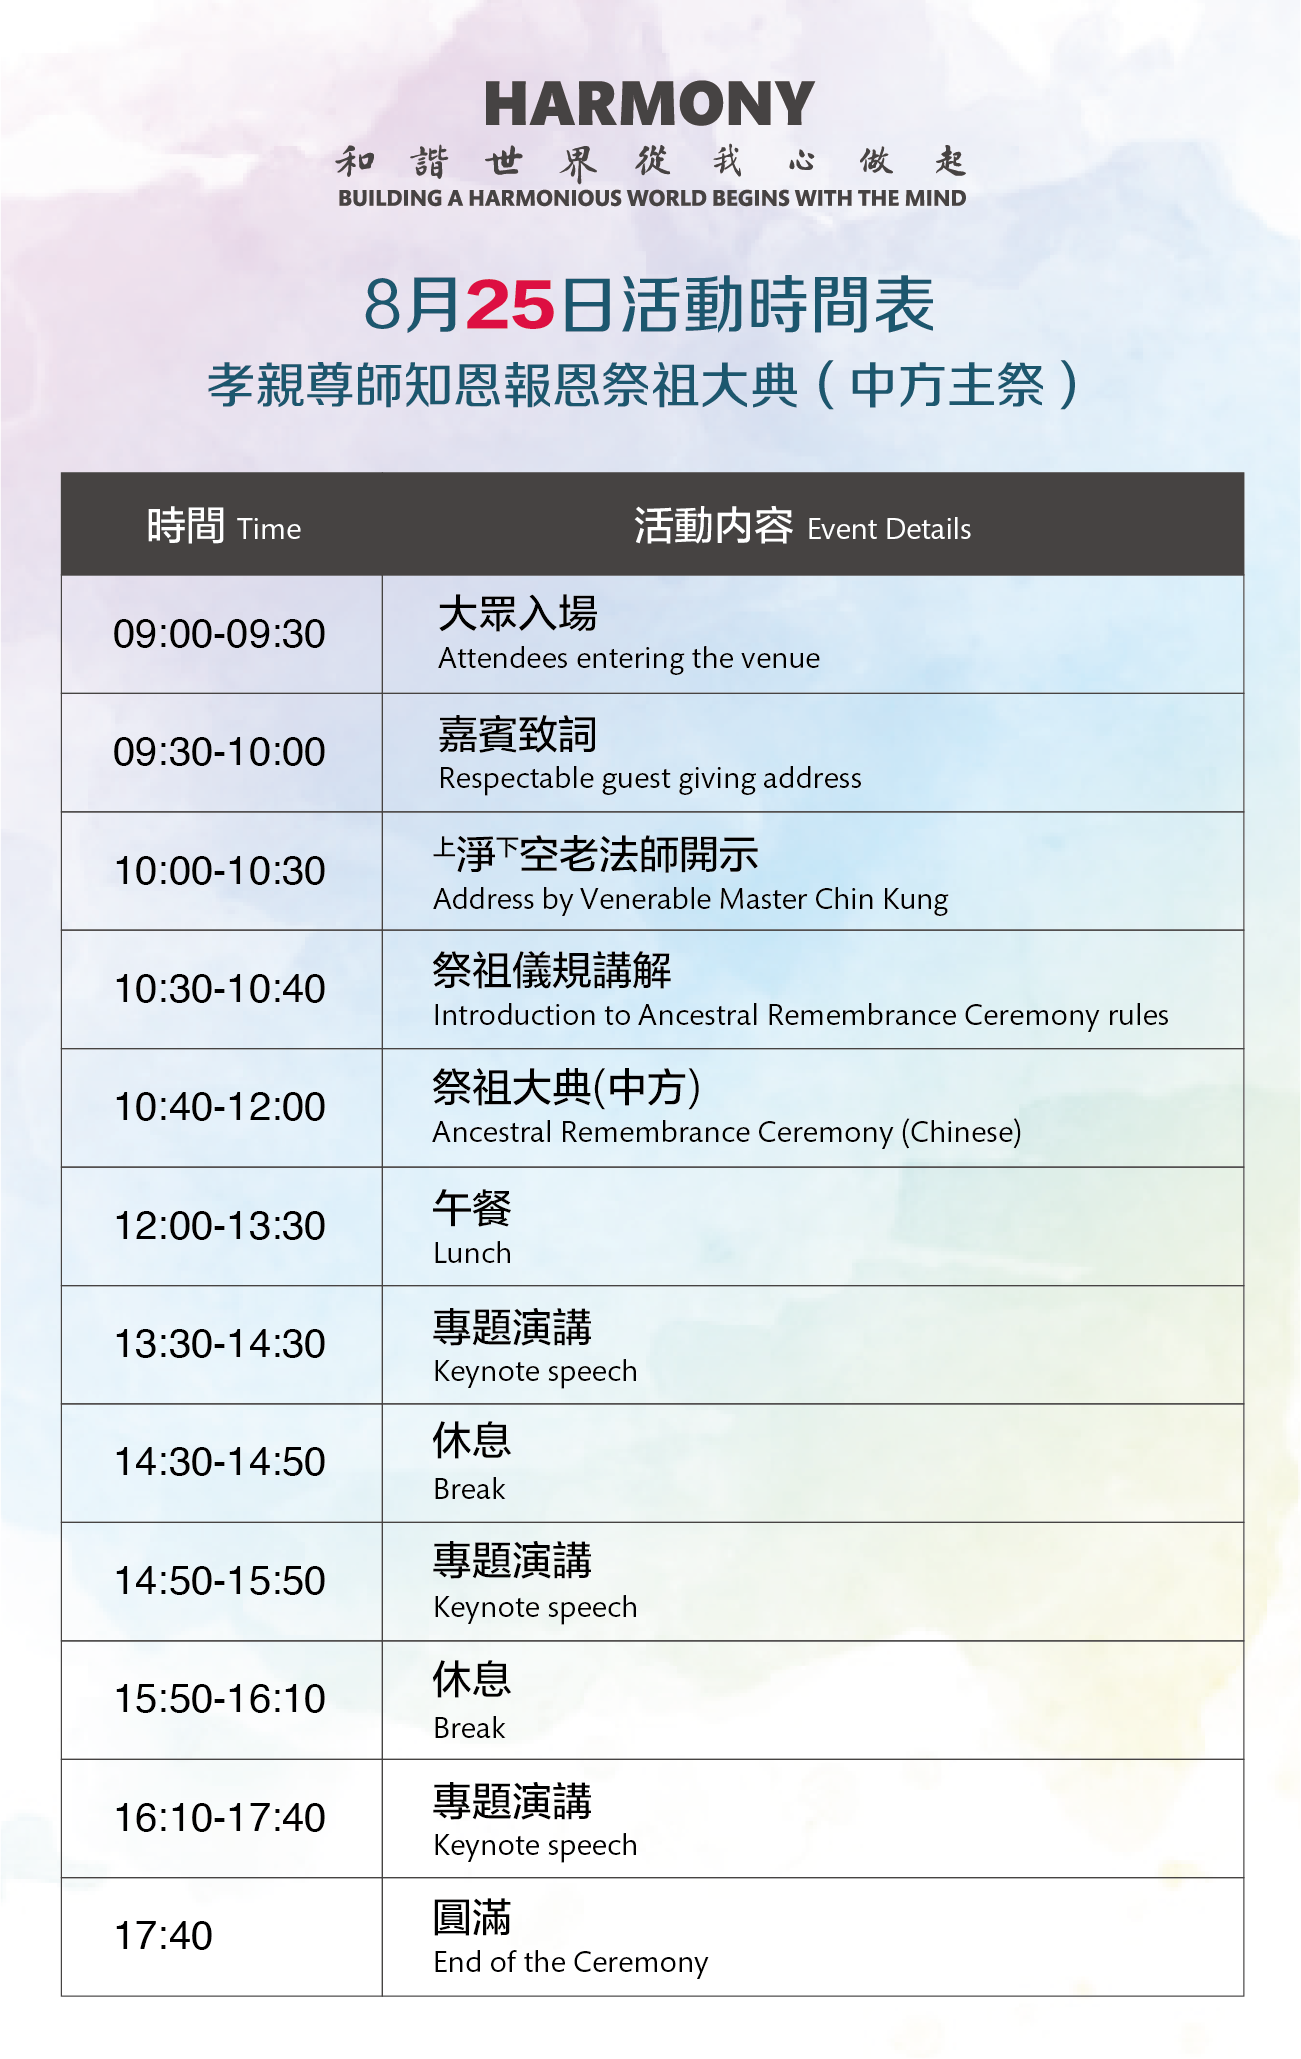 HARMONY
和諧世界從我心做起
BUILDING A HARMONIOUS WORLD BEGINS WITH THE MIND
8月25日活動時間表
孝親尊師知恩報恩祭祖大典（中方主祭）
時間 Time
活動内容 Event Details
09:00-09:30
大眾入場
Attendees entering the venue
09:30-10:00
嘉賓致詞
Respectable guest giving address
10:00-10:30
上淨下空老法師開示
Address by Venerable Master Chin Kung
10:30-10:40
祭祖儀規講解
Introduction to Ancestral Remembrance Ceremony rules
10:40-12:00
祭祖大典(中方)
Ancestral Remembrance Ceremony (Chinese)
12:00-13:30
午餐
Lunch
13:30-14:30
專題演講
Keynote speech
14:30-14:50
休息
Break
14:50-15:50
專題演講
Keynote speech
15:50-16:10
休息
Break
16:10-17:40
專題演講
Keynote speech
17:40
圓滿
End of the Ceremony